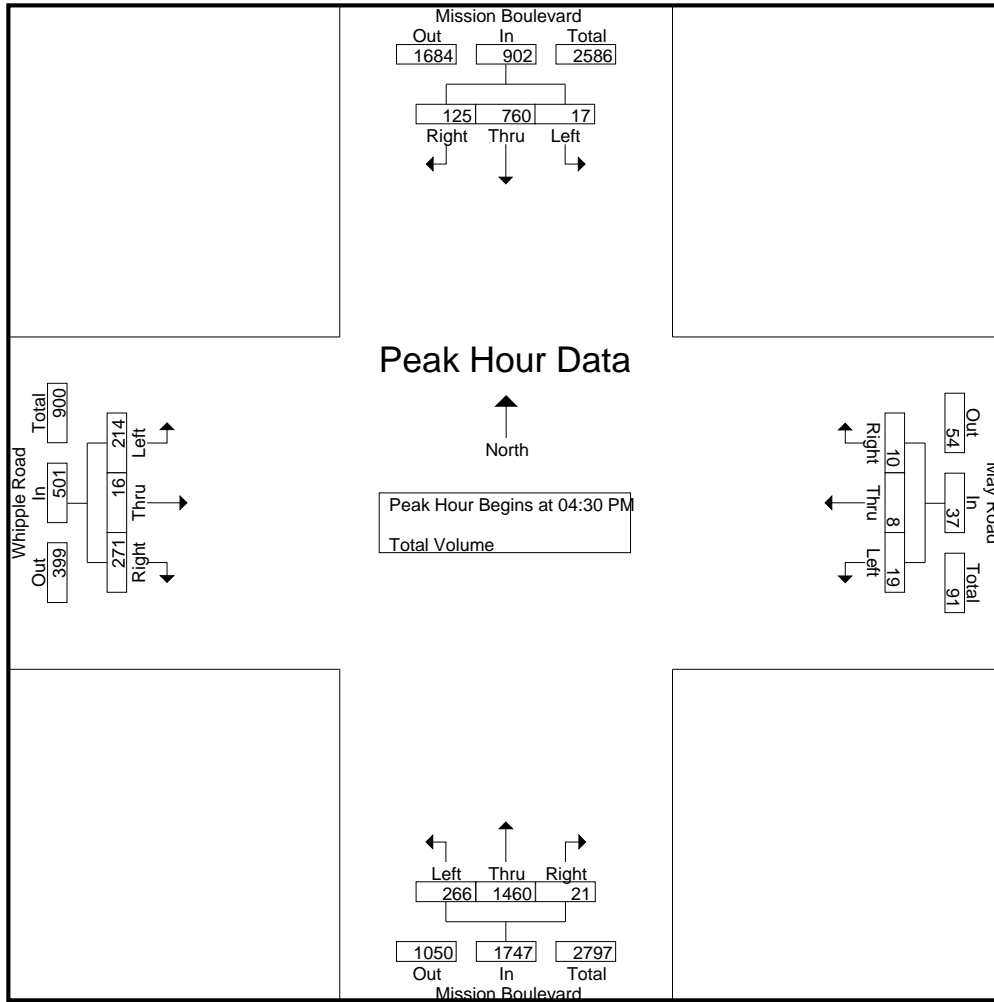 Mission Boulevard
Out In Total
1684 902 2586
125 760 17
Right Thru Left
Peak Hour Data
North
Peak Hour Begins at 04:30 PM
Total Volume
Whipple Road
Total In Out
900 501 399
214 16 271
Left Thru Right
Right Thru Left
10 8 19
54 37 91
Out In Total
May Road
Left Thru Right
266 1460 21
1050 1747 2797
Out In Total
Mission Boulevard